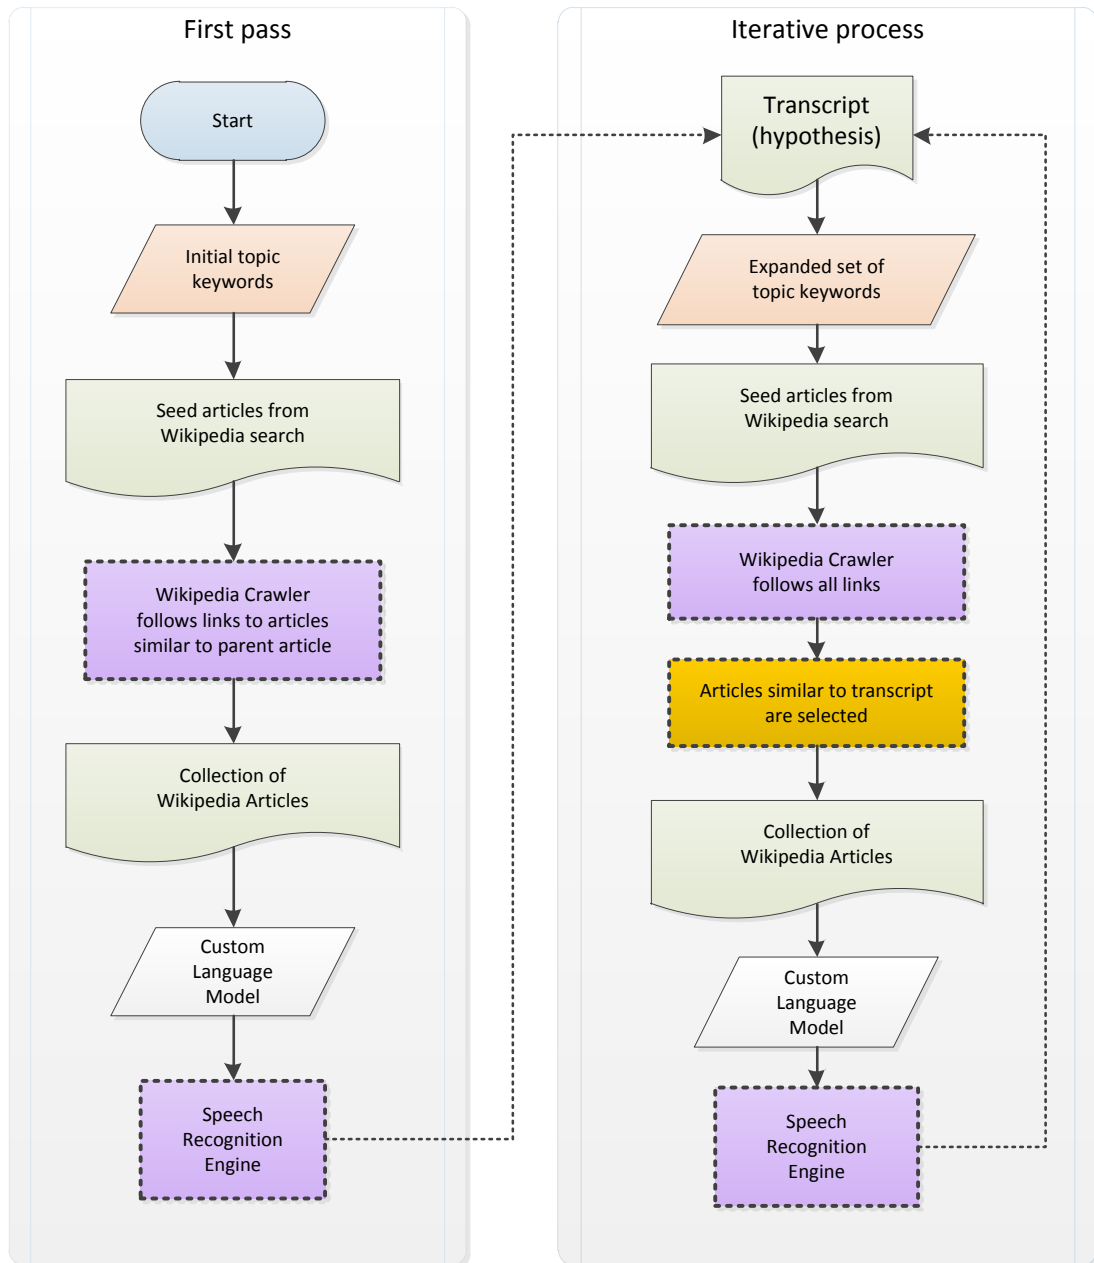 First pass
Start
Initial topic
keywords
Seed articles from
Wikipedia search
Wikipedia Crawler
follows links to articles
similar to parent article
Collection of
Wikipedia Articles
Custom
Language
Model
Speech
Recognition
Engine
Iterative process
Transcript
(hypothesis)
Expanded set of
topic keywords
Seed articles from
Wikipedia search
Wikipedia Crawler
follows all links
Articles similar to transcript
are selected
Collection of
Wikipedia Articles
Custom
Language
Model
Speech
Recognition
Engine